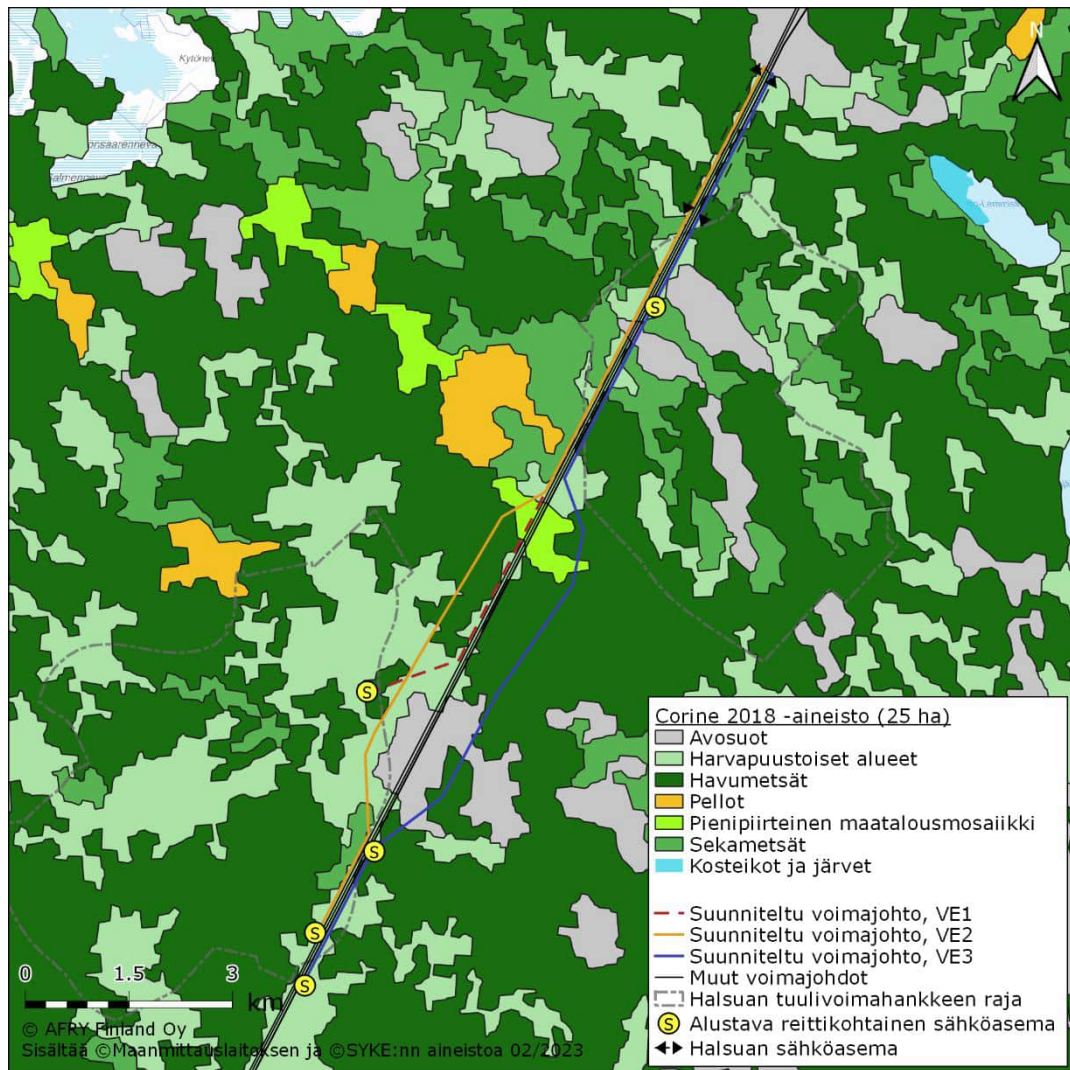 Kytöne
N
Corine 2018 -aineisto (25 ha)
Avosuot
Harvapuustoiset alueet
Havumetsät
Pellot
Pienipiirteinen maatalousmosaiikki
Sekametsät
Kosteikot ja järvet
Suunniteltu voimajohto, VE1
Suunniteltu voimajohto, VE2
Suunniteltu voimajohto, VE3
Muut voimajohdot
Halsuan tuulivoimahankkeen raja
S Alustava reittikohtainen sähköasema
Halsuan sähköasema
S
S
S
S
S
0 1.5 3
km
© AFRY Finland Oy
Sisältää ©Maanmittauslaitoksen ja ©SYKE:nn aineistoa 02/2023